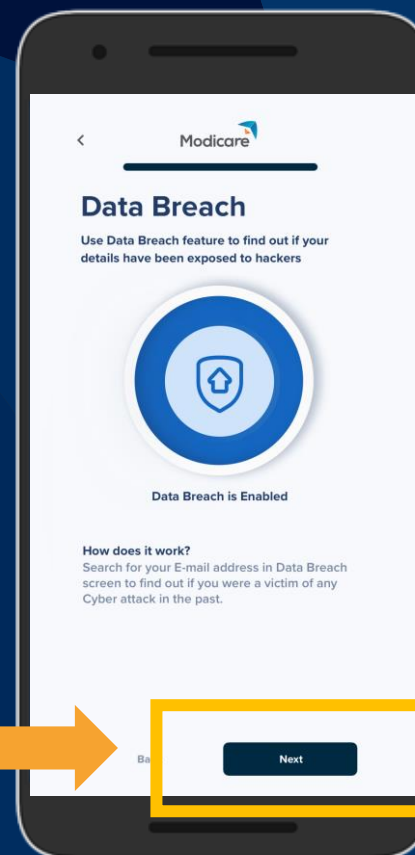 Modicare
Data Breach
Use Data Breach feature to find out if your
details have been exposed to hackers
Data Breach is Enabled
How does it work?
Search for your E-mail address in Data Breach
screen to find out if you were a victim of any
Cyber attack in the past.
Next